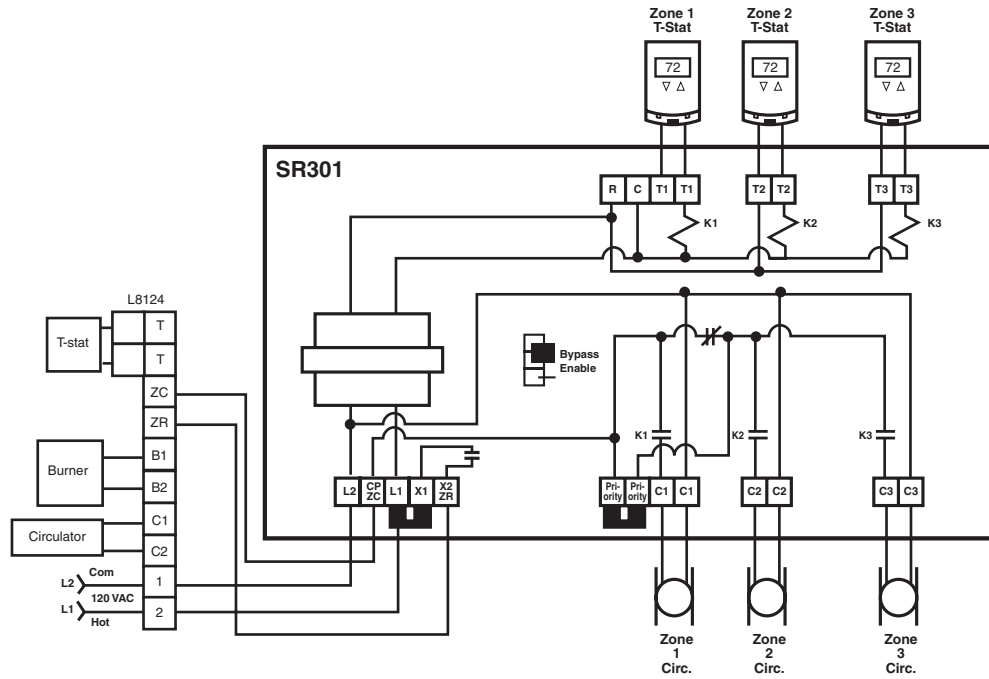 Zone 1
T-Stat
Zone 2
T-Stat
Zone 3
T-Stat
72
72
72
SR301
R
C
T1
T1
T2
T2
T3
T3
K1
K2
K3
L8124
T-stat
T
T
ZC
ZR
Burner
B1
B2
Circulator
C1
C2
L2
Com
1
120 VAC
L1
Hot
2
Bypass
Enable
K1
K2
K3
L2
CP
ZC
L1
X1
X2
ZR
Pri-
ority
Pri-
ority
C1
C1
C2
C2
C3
C3
Zone
1
Circ.
Zone
2
Circ.
Zone
3
Circ.